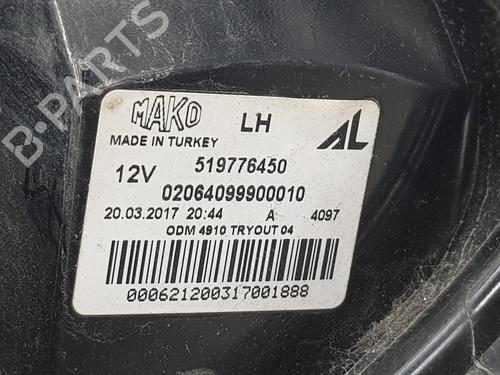 B-PARTS
MAKO LH AL
MADE IN TURKEY
12V 519776450
02064099900010
20.03.2017 20:44 A 4097
ODM 4910 TRYOUT 04
000621200317001888